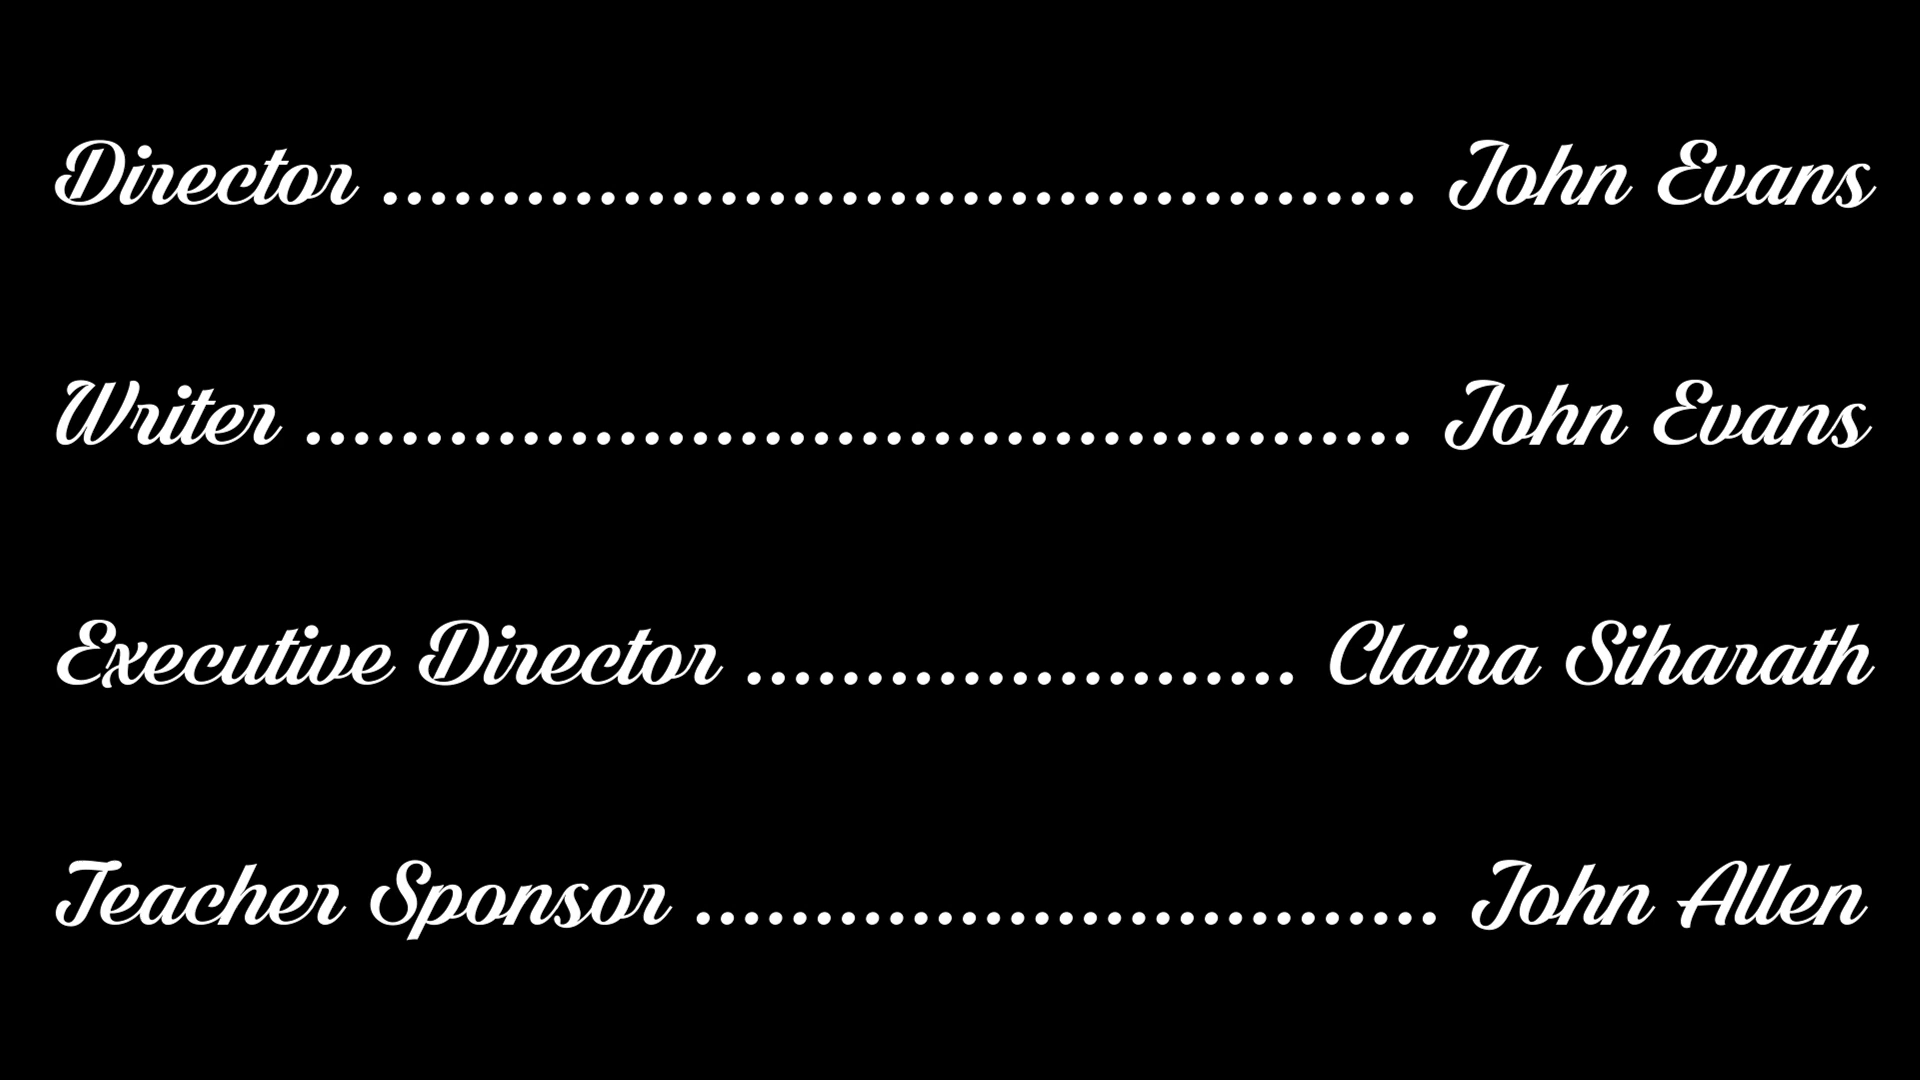 Director ........................................... John Evans
Writer .............................................. John Evans
Executive Director ....................... Claira Siharath
Teacher Sponsor ............................... John Allen